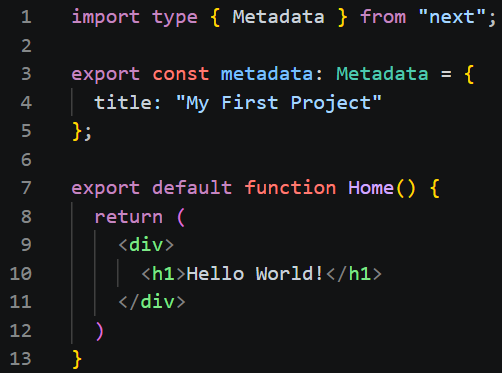 1 import type { Metadata } from "next";
2
3 export const metadata: Metadata = {
4   title: "My First Project"
5 };
6
7 export default function Home() {
8   return (
9     <div>
10       <h1>Hello World!</h1>
11     </div>
12   )
13 }